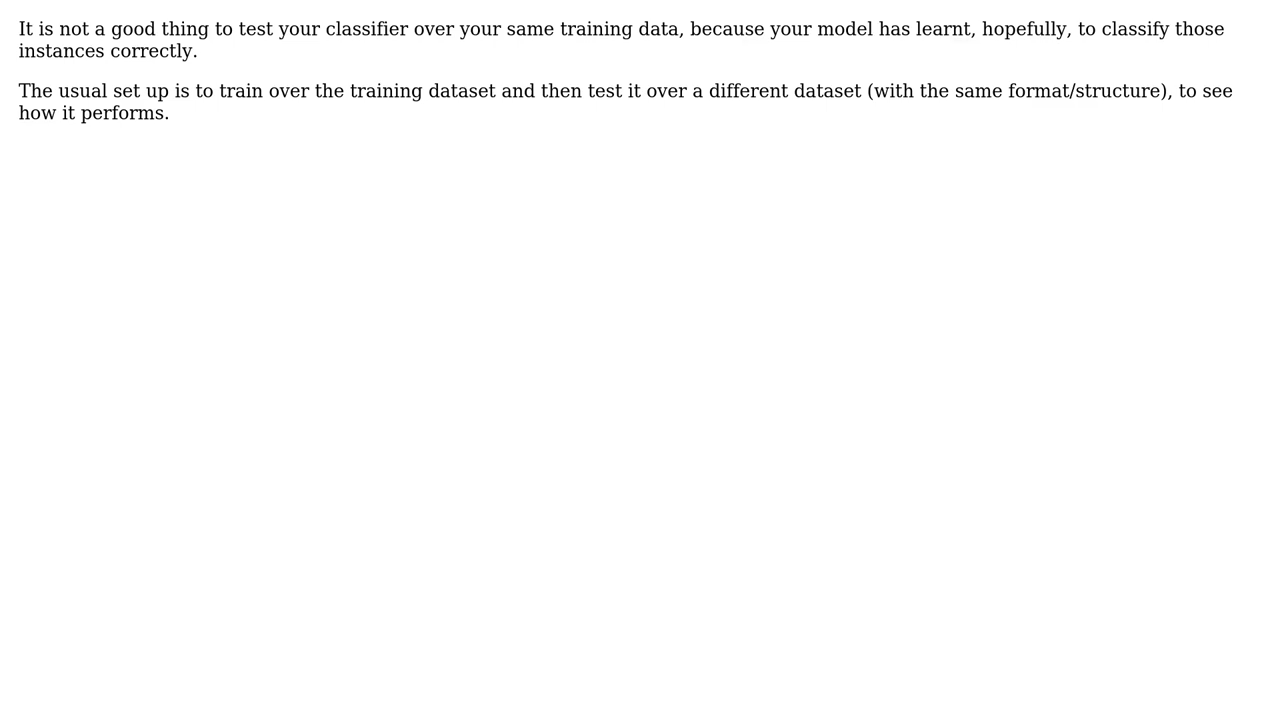 It is not a good thing to test your classifier over your same training data, because your model has learnt, hopefully, to classify those
instances correctly.
The usual set up is to train over the training dataset and then test it over a different dataset (with the same format/structure), to see
how it performs.